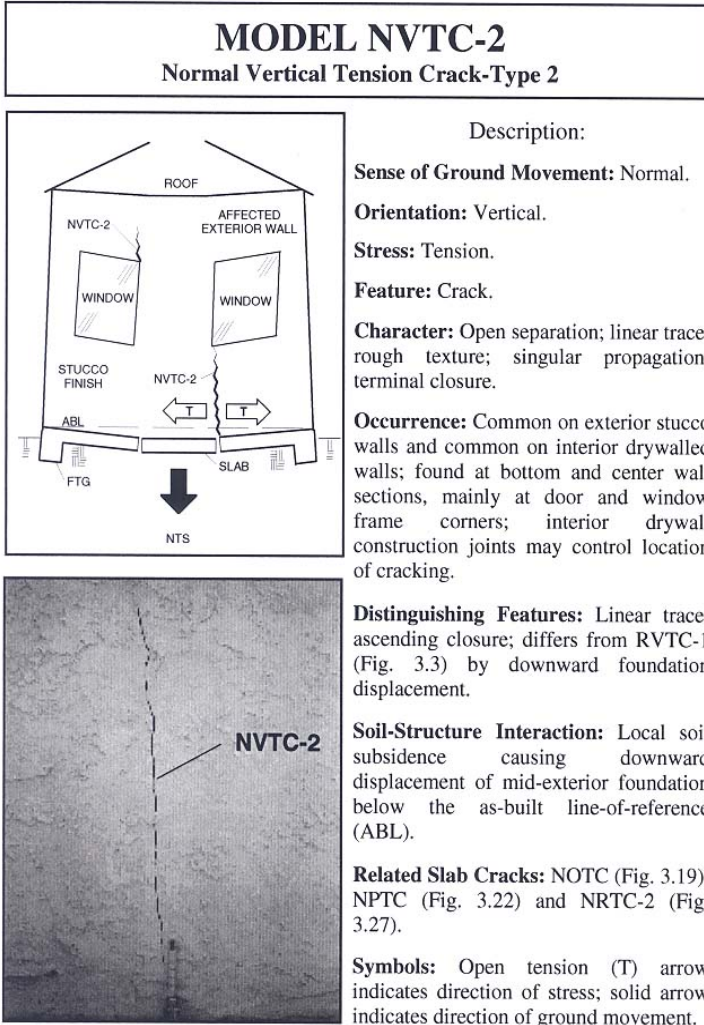 MODEL NVTC-2
Normal Vertical Tension Crack-Type 2
ROOF
NVTC-2
AFFECTED
EXTERIOR WALL
WINDOW
WINDOW
STUCCO
FINISH
NVTC-2
T
T
ABL
SLAB
FTG
NTS
NVTC-2
Description:
Sense of Ground Movement: Normal.
Orientation: Vertical.
Stress: Tension.
Feature: Crack.
Character: Open separation; linear trace
rough texture; singular propagation
terminal closure.
Occurrence: Common on exterior stucco
walls and common on interior drywalled
walls; found at bottom and center wal
sections, mainly at door and window
frame corners; interior drywal
construction joints may control location
of cracking.
Distinguishing Features: Linear trace
ascending closure; differs from RVTC-1
(Fig. 3.3) by downward foundation
displacement.
Soil-Structure Interaction: Local soi
subsidence causing downward
displacement of mid-exterior foundation
below the as-built line-of-reference
(ABL).
Related Slab Cracks: NOTC (Fig. 3.19)
NPTC (Fig. 3.22) and NRTC-2 (Fig
3.27).
Symbols: Open tension (T) arrow
indicates direction of stress; solid arrow
indicates direction of ground movement.